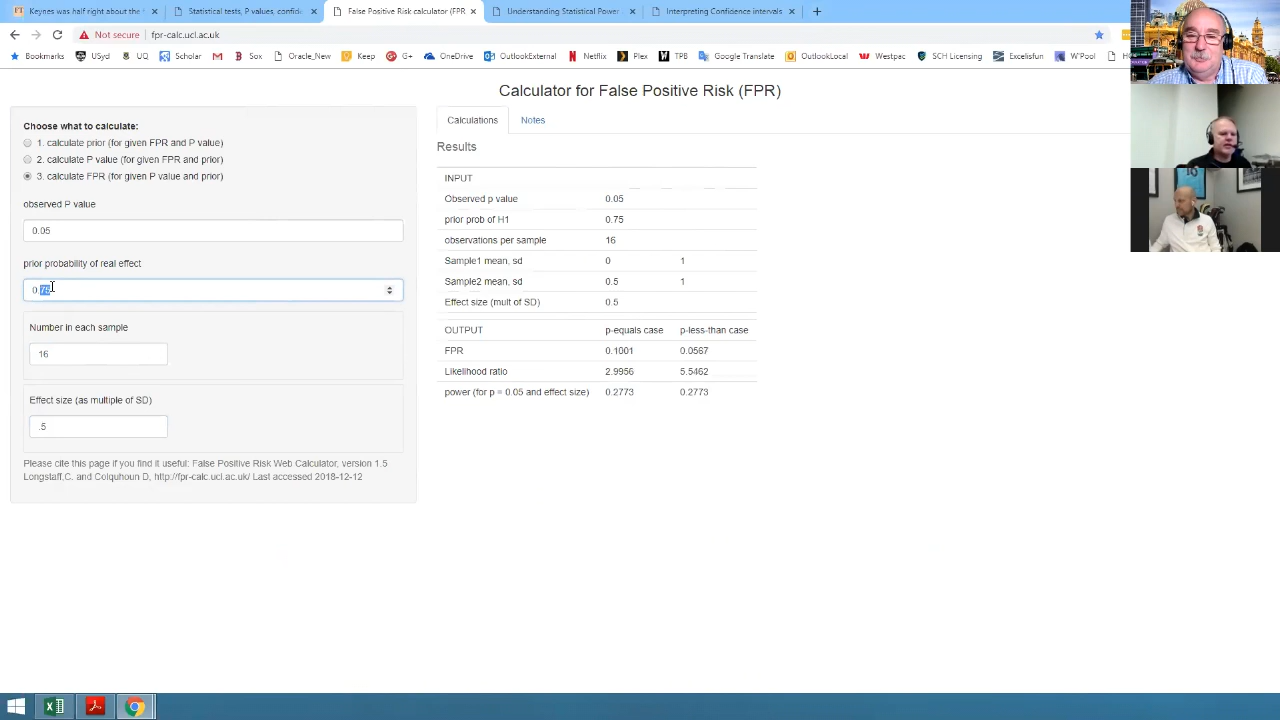 Keynes was half right about the
Statistical tests, P values, confide
False Positive Risk calculator (FPR
Understanding Statistical Power
Interpreting Confidence intervals
Not secure
fpr-calc.ucl.ac.uk
Bookmarks
USyd
UQ
Scholar
Sox
Oracle_New
Keep
G+
OutlookExternal
Netflix
Plex
TPB
Google Translate
OutlookLocal
Westpac
SCH Licensing
Excelisfun
W'Pool
Calculator for False Positive Risk (FPR)
Choose what to calculate:
1. calculate prior (for given FPR and P value)
2. calculate P value (for given FPR and prior)
3. calculate FPR (for given P value and prior)
observed P value
0.05
prior probability of real effect
0.75
Number in each sample
16
Effect size (as multiple of SD)
.5
Please cite this page if you find it useful: False Positive Risk Web Calculator, version 1.5
Longstaff,C. and Colquhoun D, http://fpr-calc.ucl.ac.uk/ Last accessed 2018-12-12
Calculations Notes
Results
INPUT
Observed p value 0.05
prior prob of H1 0.75
observations per sample 16
Sample1 mean, sd 0 1
Sample2 mean, sd 0.5 1
Effect size (mult of SD) 0.5
OUTPUT p-equals case p-less-than case
FPR 0.1001 0.0567
Likelihood ratio 2.9956 5.5462
power (for p = 0.05 and effect size) 0.2773 0.2773